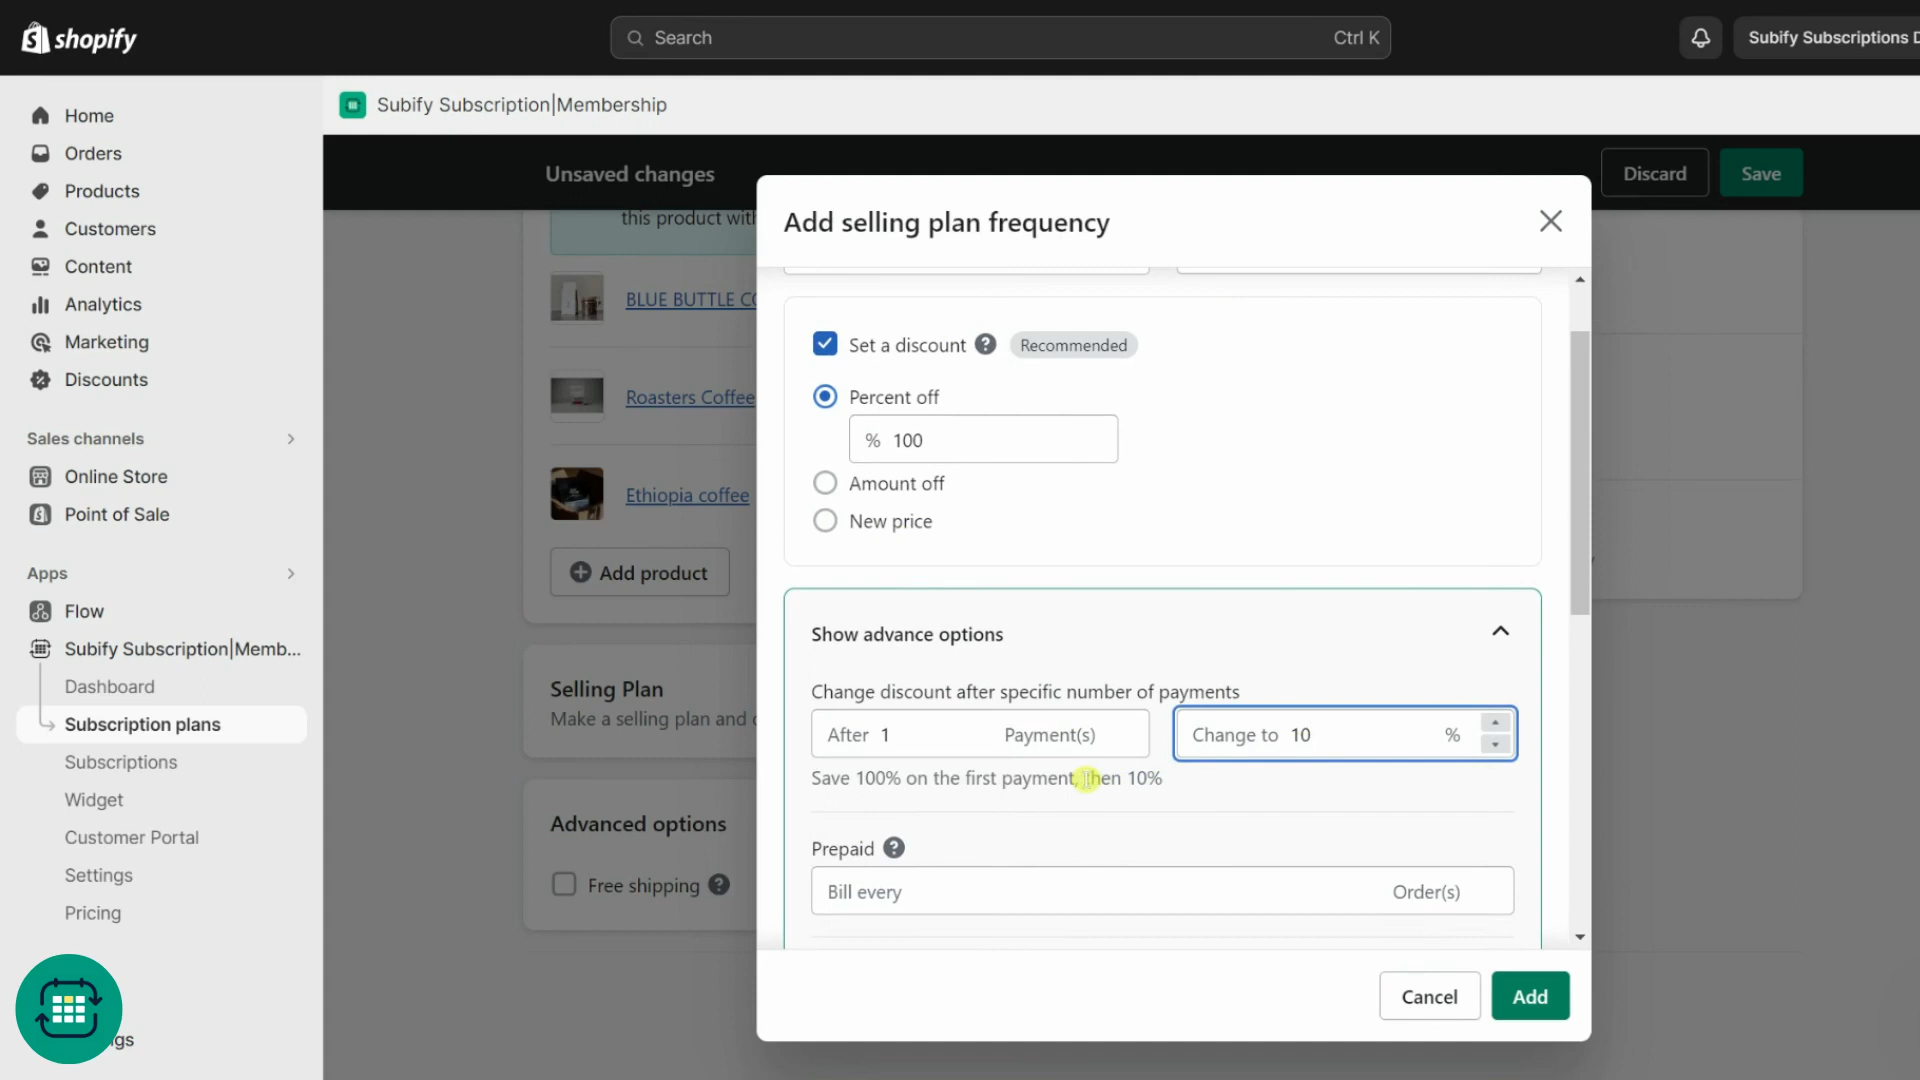 shopify
Search
Ctrl K
Subify Subscriptions D
Home
Orders
Products
Customers
Content
Analytics
Marketing
Discounts
Sales channels
Online Store
Point of Sale
Apps
Flow
Subify Subscription|Memb...
Dashboard
Subscription plans
Subscriptions
Widget
Customer Portal
Settings
Pricing
ngs
Subify Subscription|Membership
Unsaved changes
Discard
Save
this product with
BLUE BUTTLE CO
Roasters Coffee
Ethiopia coffee
Add product
Selling Plan
Make a selling plan and
Advanced options
Free shipping
Add selling plan frequency
Set a discount Recommended
Percent off
% 100
Amount off
New price
Show advance options
Change discount after specific number of payments
After 1 Payment(s)
Change to 10 %
Save 100% on the first payment, then 10%
Prepaid
Bill every Order(s)
Cancel
Add